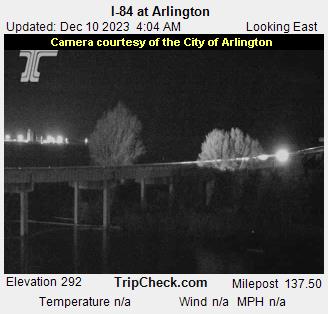 I-84 at Arlington
Updated: Dec 10 2023 4:04 AM Looking East
Camera courtesy of the City of Arlington
Elevation 292 TripCheck.com Milepost 137.50
Temperature n/a Wind n/a MPH n/a